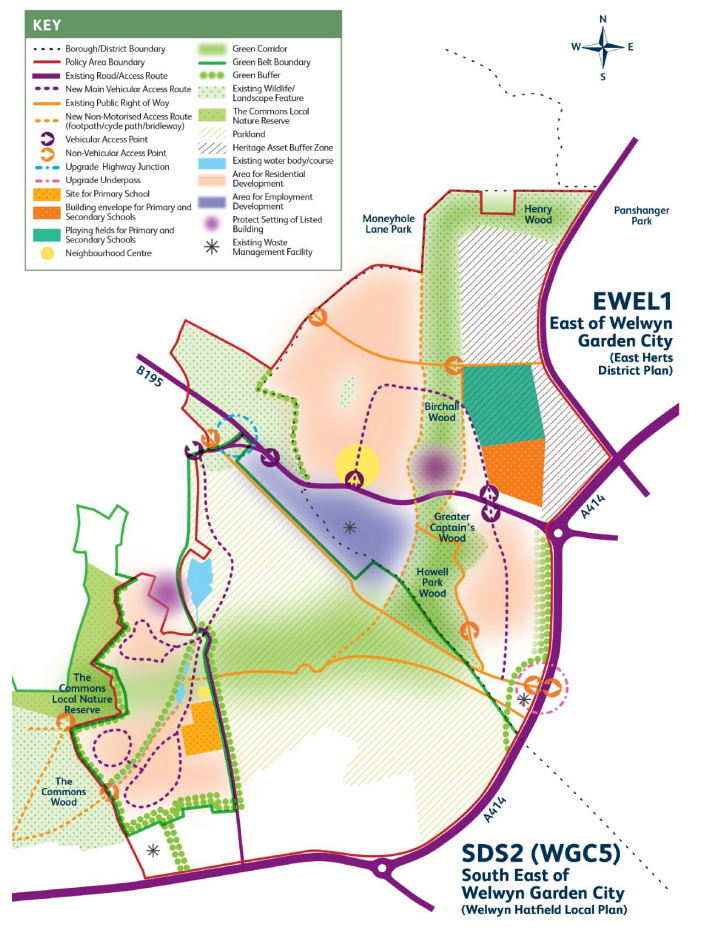 KEY
Borough/District Boundary
Policy Area Boundary
Existing Road/Access Route
New Main Vehicular Access Route
Existing Public Right of Way
New Non-Motorised Access Route
(footpath/cycle path/bridleway)
Vehicular Access Point
Non-Vehicular Access Point
Upgrade Highway Junction
Upgrade Underpass
Site for Primary School
Building envelope for Primary and
Secondary Schools
Playing fields for Primary and
Secondary Schools
Neighbourhood Centre
Green Corridor
Green Belt Boundary
Green Buffer
Existing Wildlife/
Landscape Feature
The Commons Local
Nature Reserve
Parkland
Heritage Asset Buffer Zone
Existing water body/course
Area for Residential
Development
Area for Employment
Development
Protect Setting of Listed
Building
Existing Waste
Management Facility
N
W
E
S
Moneyhole
Lane Park
Henry
Wood
Panshanger
Park
EWEL1
East of Welwyn
Garden City
(East Herts
District Plan)
B195
Birchall
Wood
A414
Greater
Captain's
Wood
Howell
Park
Wood
The
Commons
Local Nature
Reserve
The
Commons
Wood
A414
SDS2 (WGC5)
South East of
Welwyn Garden City
(Welwyn Hatfield Local Plan)